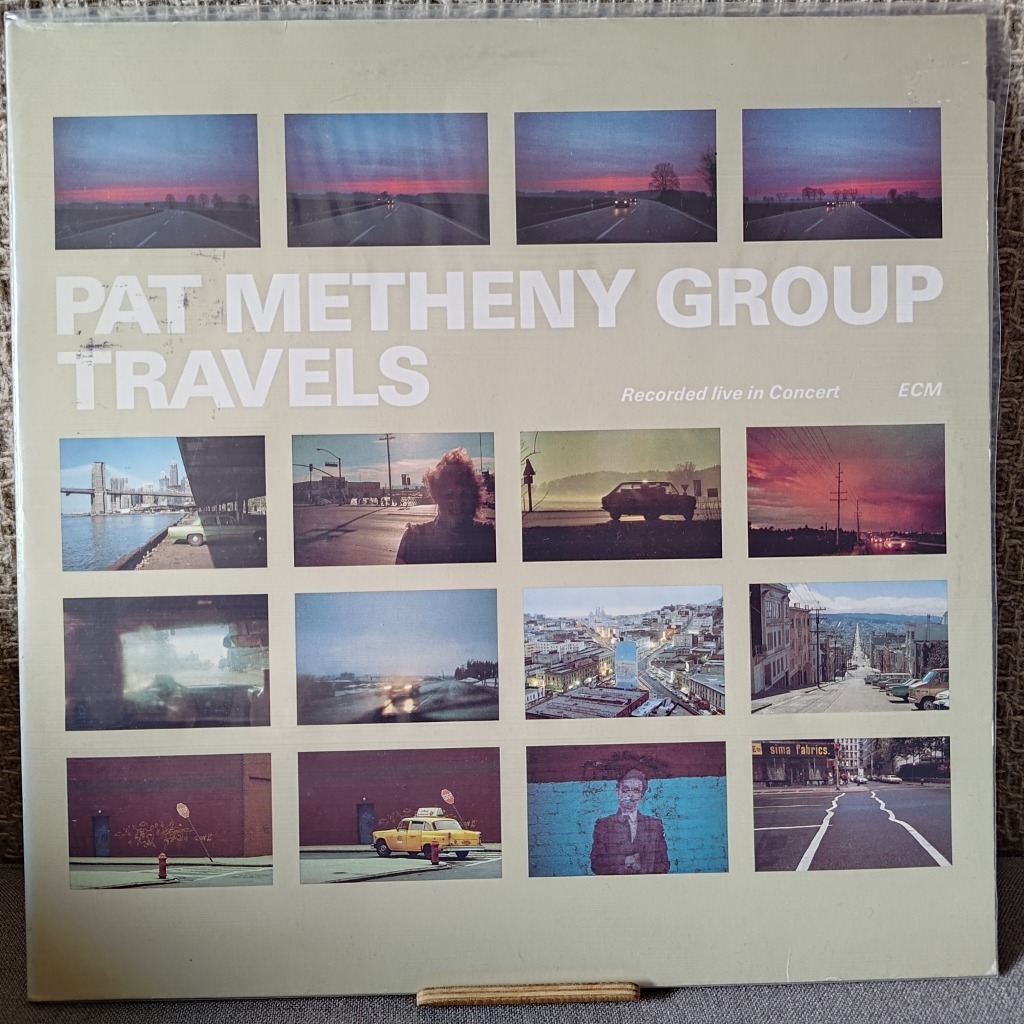 PAT METHENY GROUP
TRAVELS
Recorded live in Concert ECM
sima fabrics.